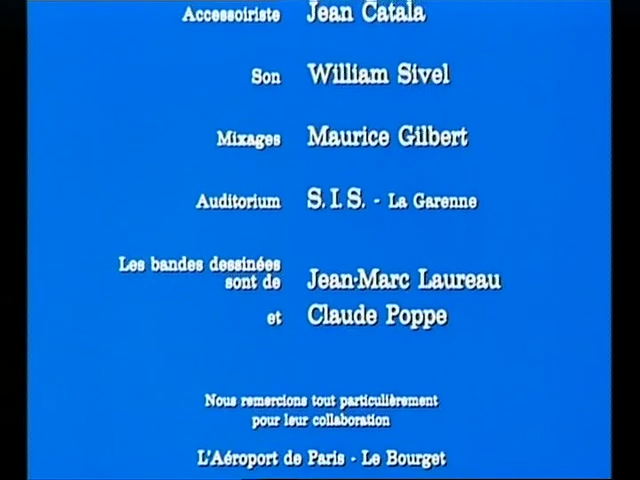 Accessoiriste Jean Catala
Son William Sivel
Mixages Maurice Gilbert
Auditorium S. I. S. - La Garenne
Les bandes dessinées
sont de Jean-Marc Laureau
et Claude Poppe
Nous remercions tout particulièrement
pour leur collaboration
L'Aéroport de Paris - Le Bourget